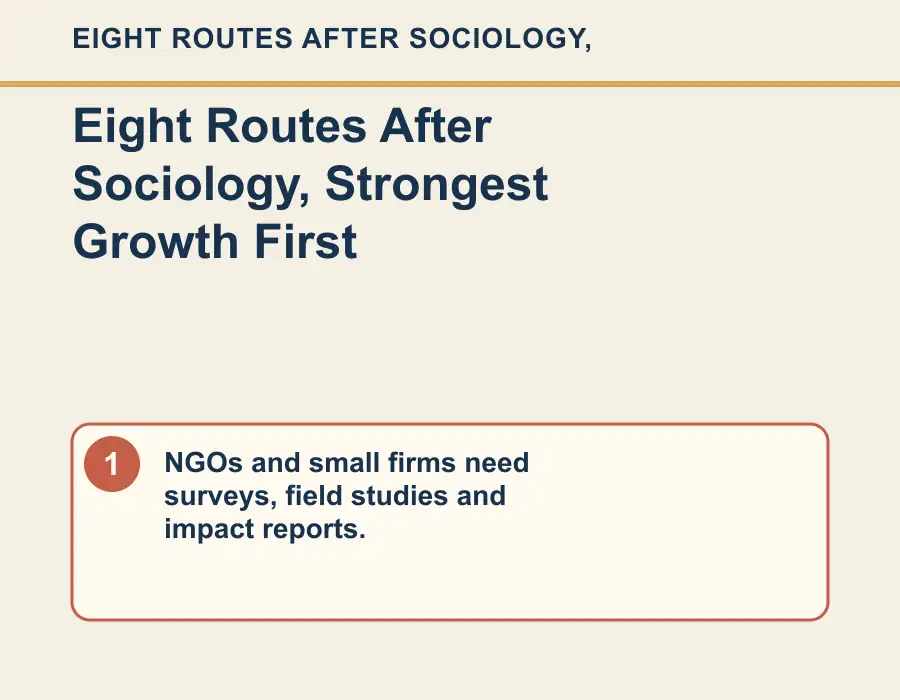 EIGHT ROUTES AFTER SOCIOLOGY,
Eight Routes After
Sociology, Strongest
Growth First
1
NGOs and small firms need
surveys, field studies and
impact reports.